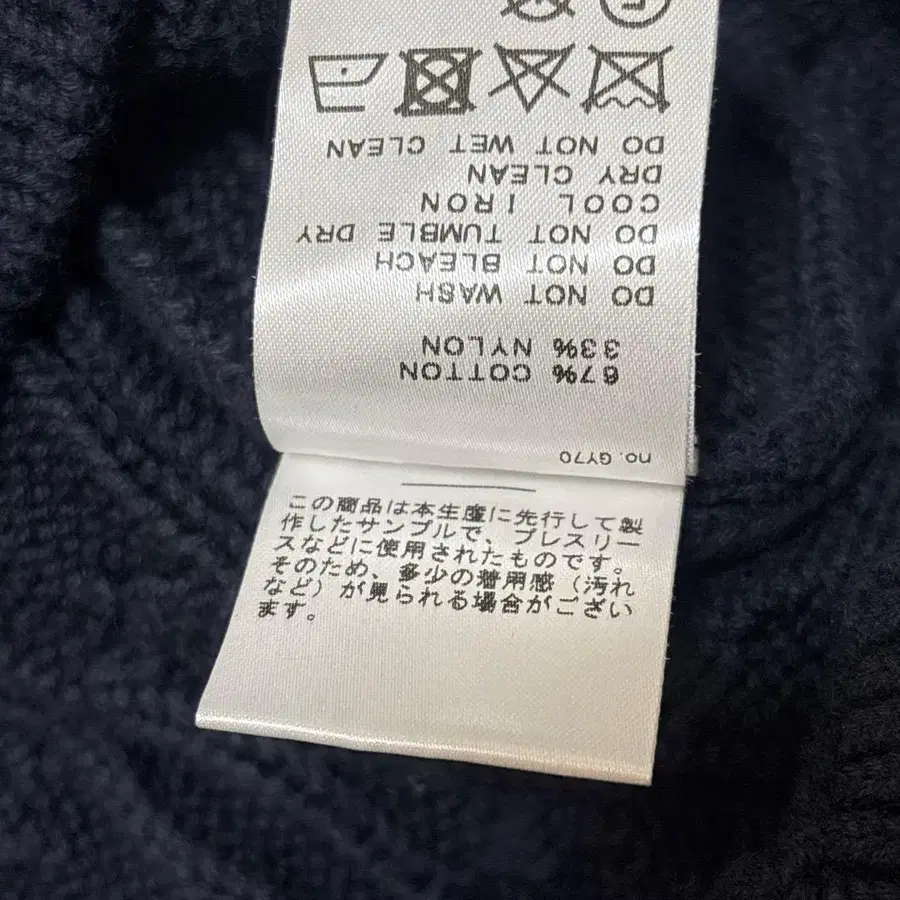 67% COTTON
33% NYLON
DO NOT WASH
DO NOT BLEACH
DO NOT TUMBLE DRY
COOL IRON
DRY CLEAN
DO NOT WET CLEAN
no. GY70
この商品は本生産に先行して製
作したサンプルで、プレスリー
スなどに使用されたものです。
そのため、多少の着用感（汚れ
など）が見られる場合がござい
ます。